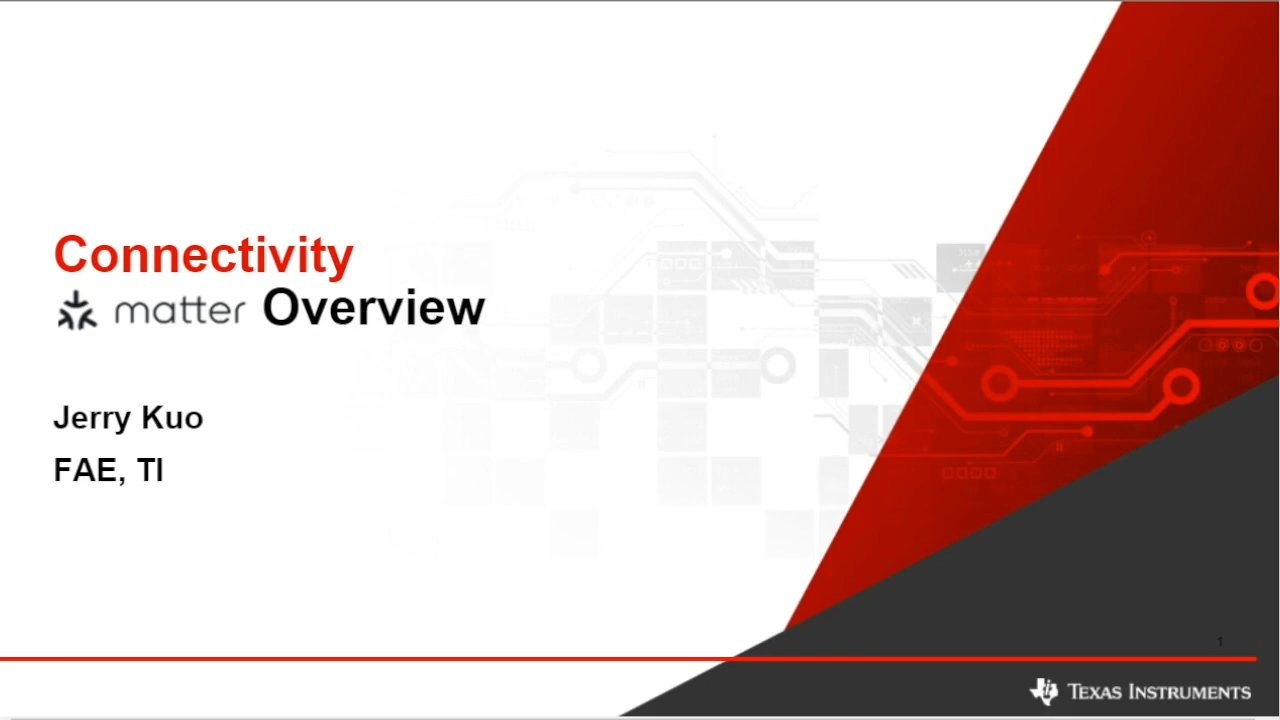 Connectivity
matter Overview
Jerry Kuo
FAE, TI
1
TEXAS INSTRUMENTS